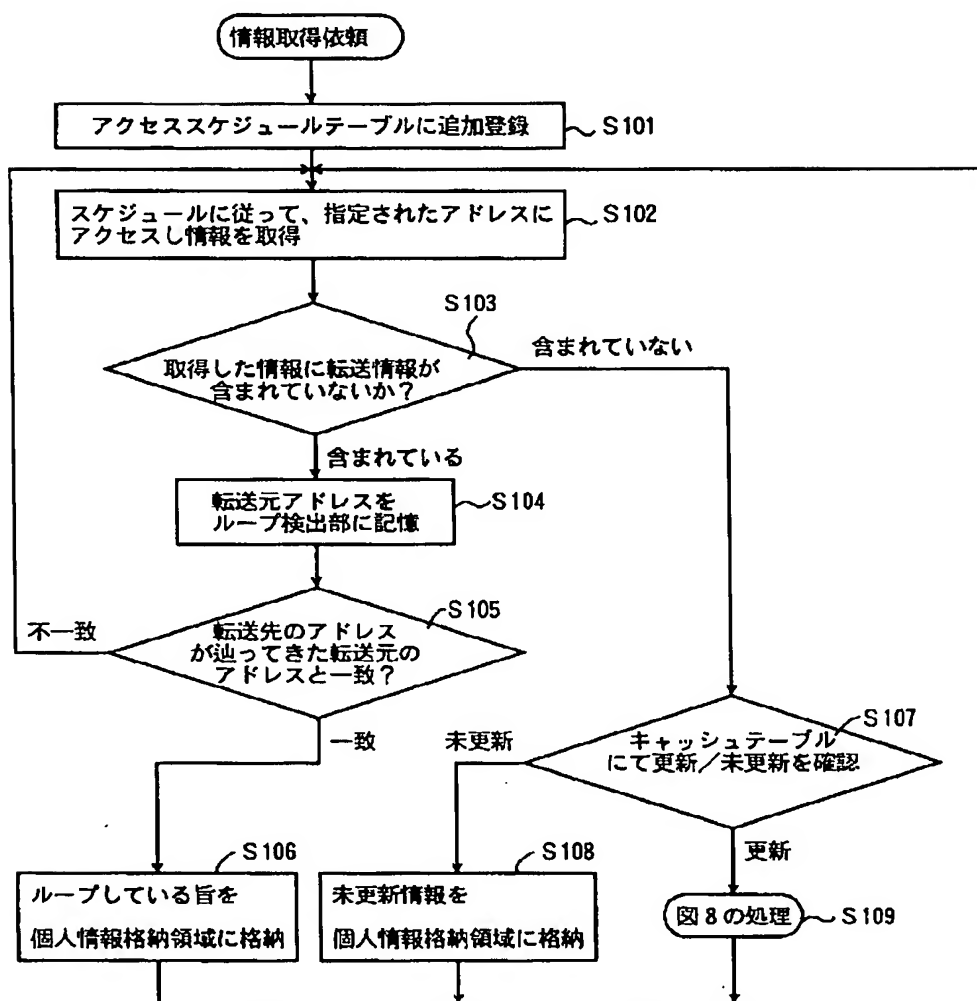 情報取得依頼
アクセススケジュールテーブルに追加登録
S101
スケジュールに従って、指定されたアドレスに
アクセスし情報を取得
S102
S103
取得した情報に転送情報が
含まれていないか？
含まれていない
含まれている
転送元アドレスを
ループ検出部に記憶
S104
S105
転送先のアドレス
が辿ってきた転送元の
アドレスと一致？
不一致
一致
S107
キャッシュテーブル
にて更新／未更新を確認
未更新
更新
S106
ループしている旨を
個人情報格納領域に格納
S108
未更新情報を
個人情報格納領域に格納
図8の処理
S109